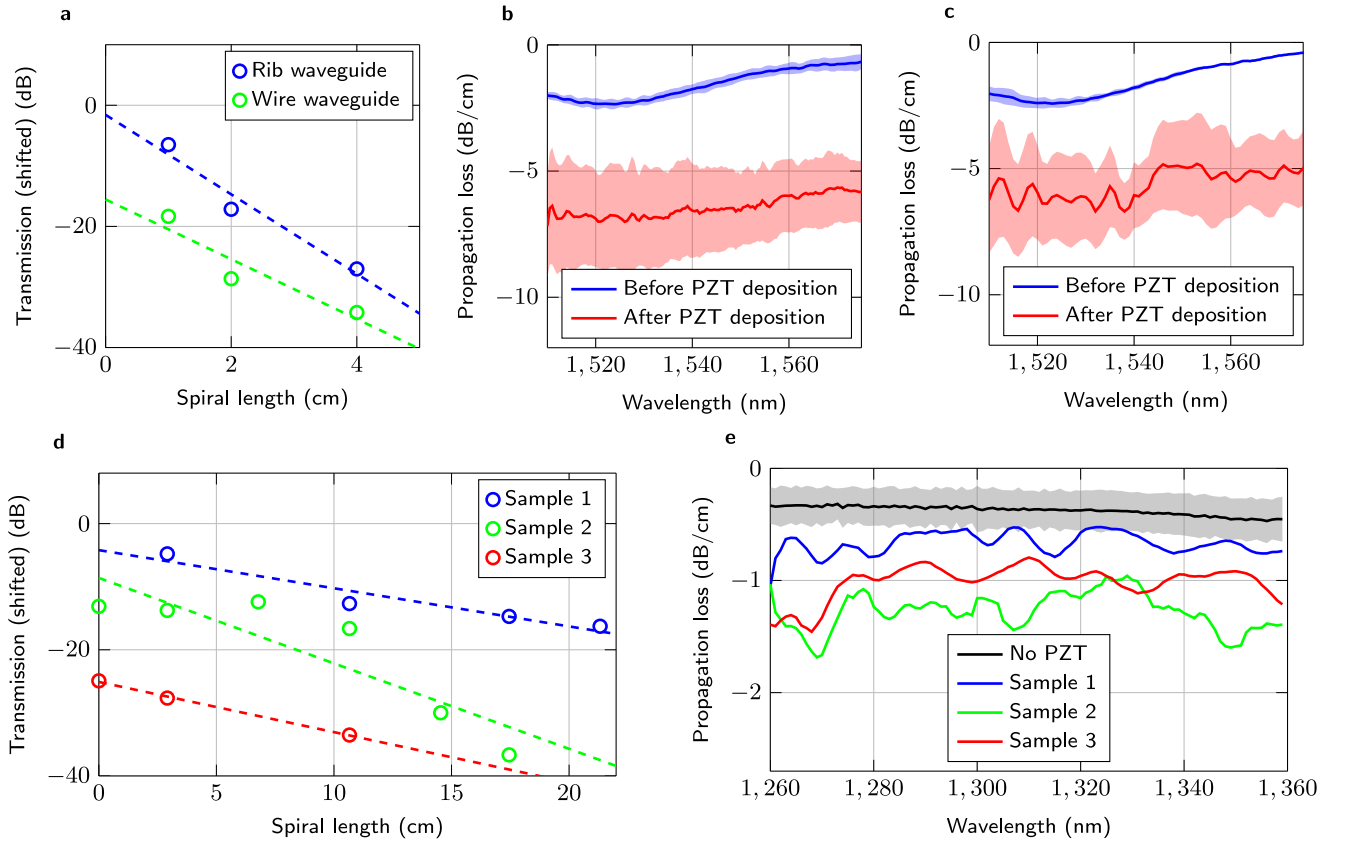 a
Transmission (shifted) (dB)
0
−20
−40
0
2
4
Spiral length (cm)
Rib waveguide
Wire waveguide
b
Propagation loss (dB/cm)
0
−5
−10
1,520
1,540
1,560
Wavelength (nm)
Before PZT deposition
After PZT deposition
c
Propagation loss (dB/cm)
0
−5
−10
1,520
1,540
1,560
Wavelength (nm)
Before PZT deposition
After PZT deposition
d
Transmission (shifted) (dB)
0
−20
−40
0
5
10
15
20
Spiral length (cm)
Sample 1
Sample 2
Sample 3
e
Propagation loss (dB/cm)
0
−1
−2
1,260
1,280
1,300
1,320
1,340
1,360
Wavelength (nm)
No PZT
Sample 1
Sample 2
Sample 3